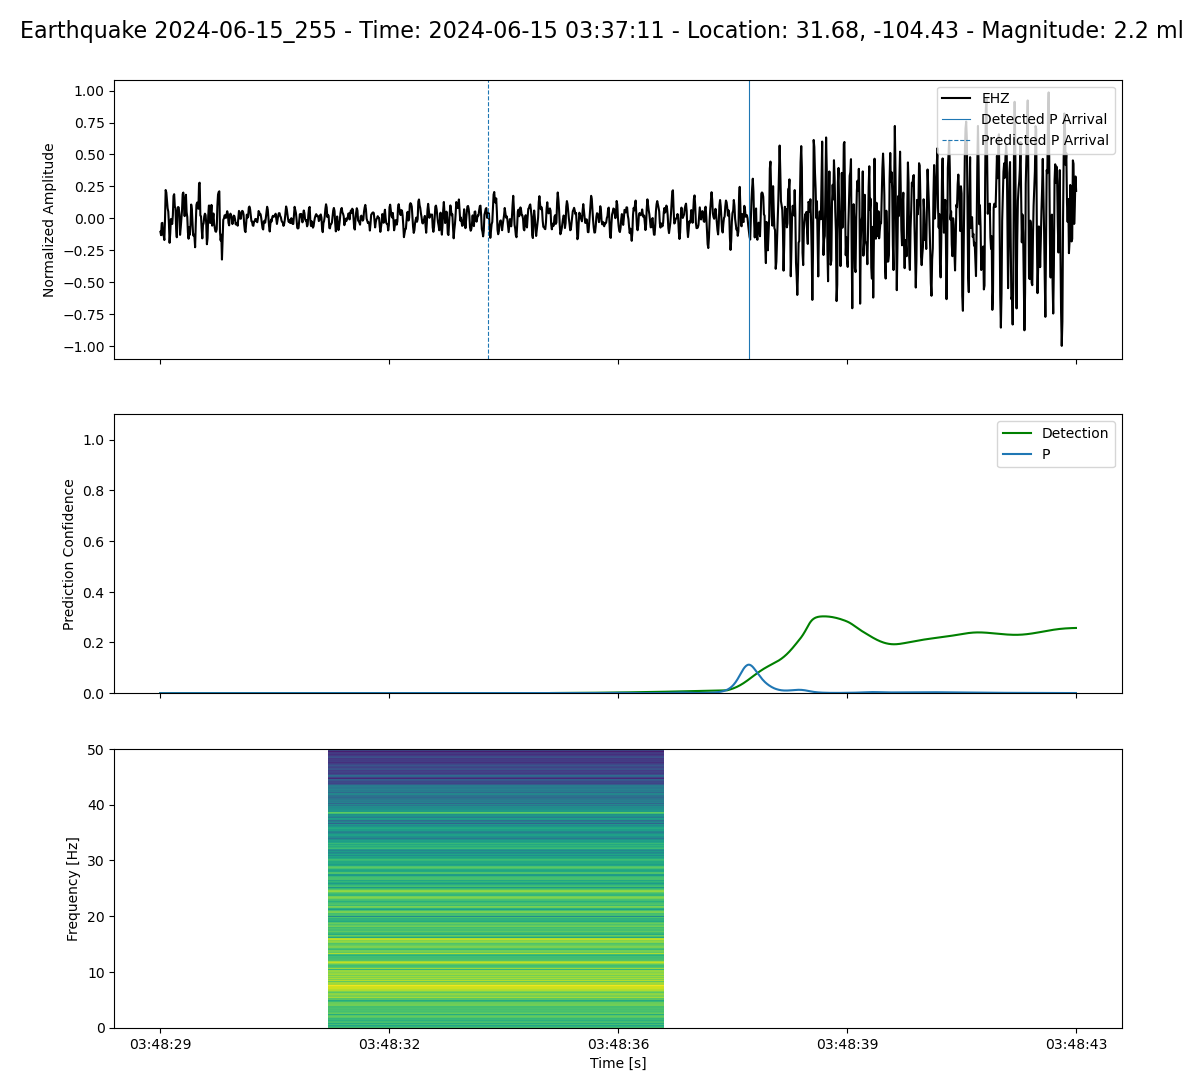 Earthquake 2024-06-15_255 - Time: 2024-06-15 03:37:11 - Location: 31.68, -104.43 - Magnitude: 2.2 ml
1.00
0.75
0.50
0.25
0.00
−0.25
−0.50
−0.75
−1.00
Normalized Amplitude
EHZ
Detected P Arrival
Predicted P Arrival
1.0
0.8
0.6
0.4
0.2
0.0
Prediction Confidence
Detection
P
50
40
30
20
10
0
Frequency [Hz]
03:48:29 03:48:32 03:48:36 03:48:39 03:48:43
Time [s]